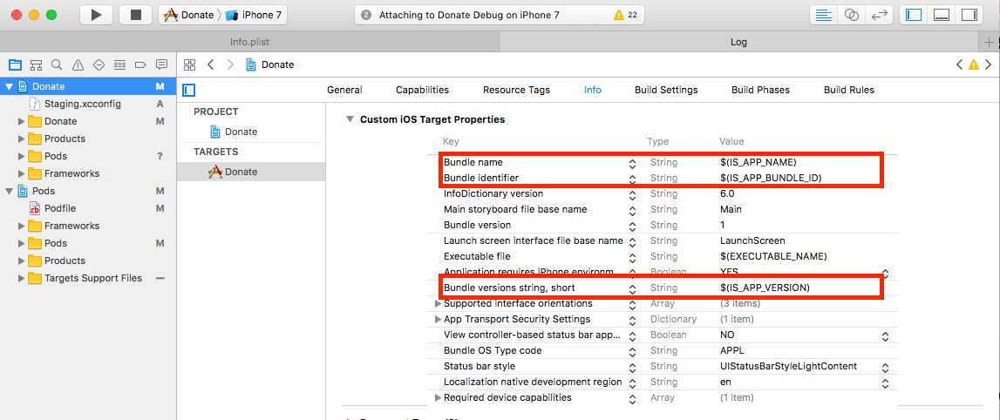 Donate iPhone 7
2 Attaching to Donate Debug on iPhone 7 22
Info.plist Log
Donate M
Staging.xcconfig A
Donate M
Products
Pods ?
Frameworks
Pods
Podfile
Frameworks
Pods M
Products
Targets Support Files
Donate
General Capabilities Resource Tags Info Build Settings Build Phases Build Rules
PROJECT
Donate
TARGETS
Donate
Custom iOS Target Properties
Key Type Value
Bundle name String $(IS_APP_NAME)
Bundle identifier String $(IS_APP_BUNDLE_ID)
InfoDictionary version String 6.0
Main storyboard file base name String Main
Bundle version String 1
Launch screen interface file base name String LaunchScreen
Executable file String $(EXECUTABLE_NAME)
Application requires iPhone environm Boolean YES
Bundle versions string, short String $(IS_APP_VERSION)
Supported interface orientations Array (3 items)
App Transport Security Settings Dictionary (1 item)
View controller-based status bar app... Boolean NO
Bundle OS Type code String APPL
Status bar style String UIStatusBarStyleLightContent
Localization native development region String en
Required device capabilities Array (1 item)